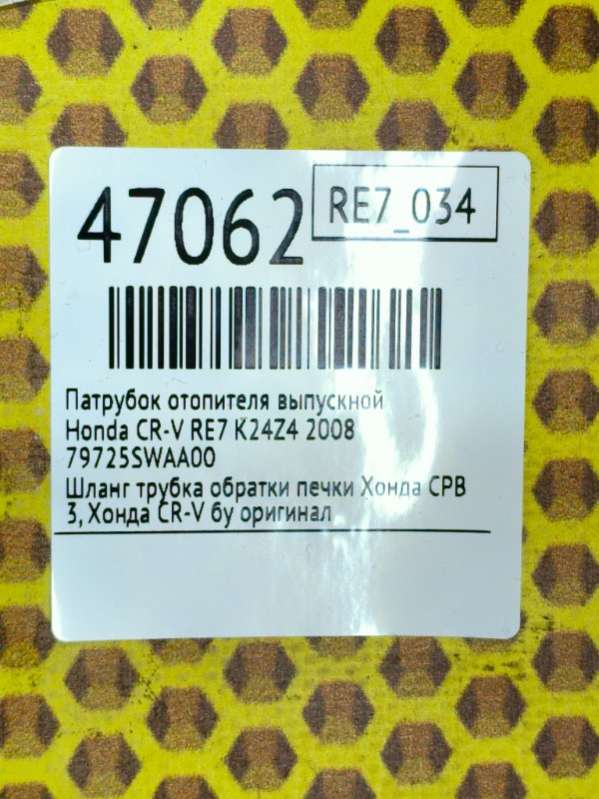 47062
RE7_034
Патрубок отопителя выпускной
Honda CR-V RE7 K24Z4 2008
79725SWAA00
Шланг трубка обратки печки Хонда СРВ
3, Хонда CR-V бу оригинал